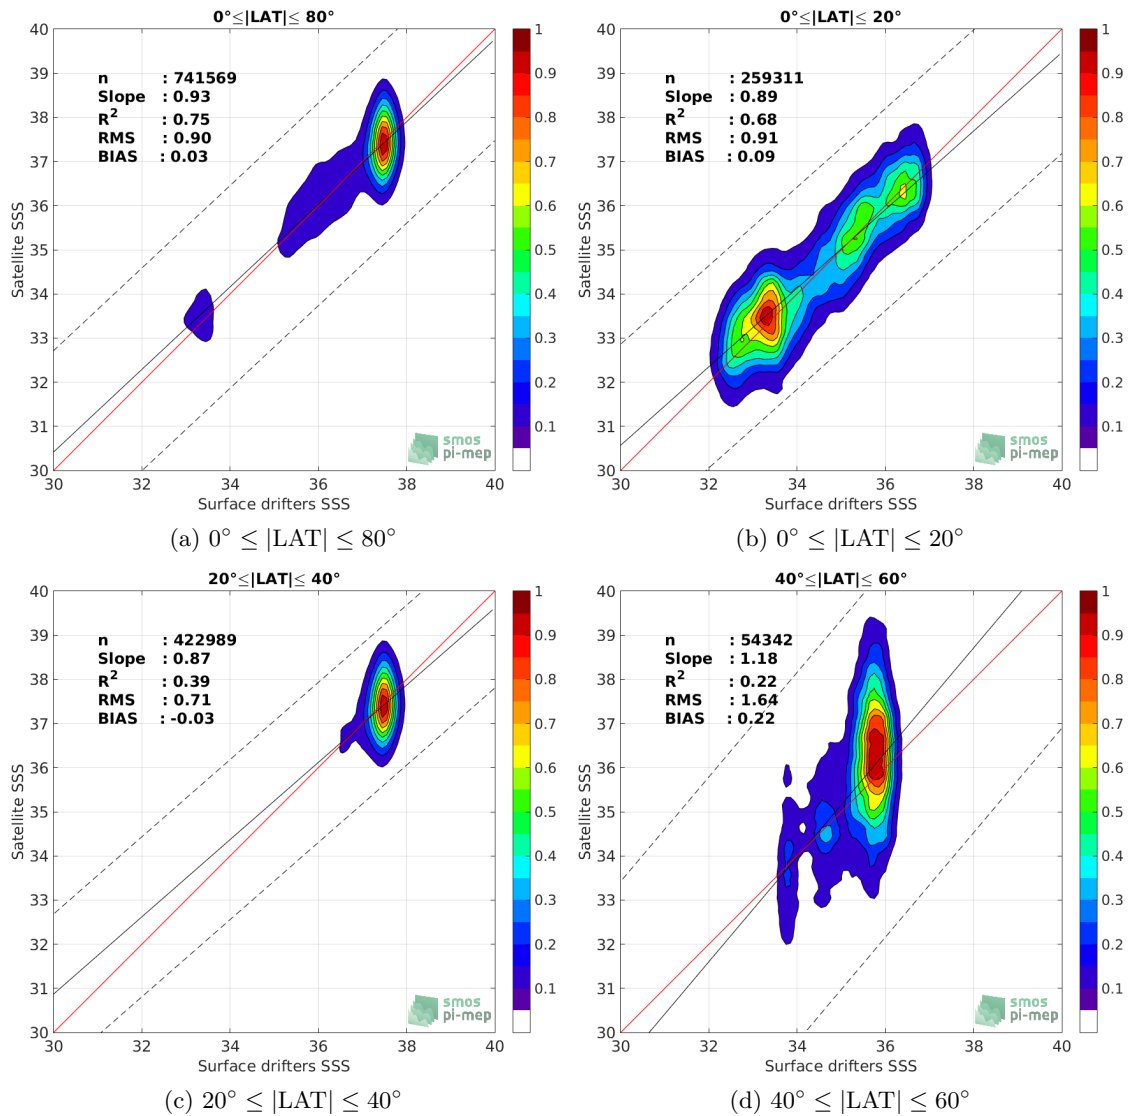 0°≤|LAT|≤ 80°
n : 741569
Slope : 0.93
R² : 0.75
RMS : 0.90
BIAS : 0.03
40
39
38
37
36
35
34
33
32
31
30
Satellite SSS
30 32 34 36 38 40
Surface drifters SSS
1
0.9
0.8
0.7
0.6
0.5
0.4
0.3
0.2
0.1
smos
pi-mep
(a) 0° ≤ |LAT| ≤ 80°
0°≤|LAT|≤ 20°
n : 259311
Slope : 0.89
R² : 0.68
RMS : 0.91
BIAS : 0.09
40
39
38
37
36
35
34
33
32
31
30
Satellite SSS
30 32 34 36 38 40
Surface drifters SSS
1
0.9
0.8
0.7
0.6
0.5
0.4
0.3
0.2
0.1
smos
pi-mep
(b) 0° ≤ |LAT| ≤ 20°
20°≤|LAT|≤ 40°
n : 422989
Slope : 0.87
R² : 0.39
RMS : 0.71
BIAS : -0.03
40
39
38
37
36
35
34
33
32
31
30
Satellite SSS
30 32 34 36 38 40
Surface drifters SSS
1
0.9
0.8
0.7
0.6
0.5
0.4
0.3
0.2
0.1
smos
pi-mep
(c) 20° ≤ |LAT| ≤ 40°
40°≤|LAT|≤ 60°
n : 54342
Slope : 1.18
R² : 0.22
RMS : 1.64
BIAS : 0.22
40
39
38
37
36
35
34
33
32
31
30
Satellite SSS
30 32 34 36 38 40
Surface drifters SSS
1
0.9
0.8
0.7
0.6
0.5
0.4
0.3
0.2
0.1
smos
pi-mep
(d) 40° ≤ |LAT| ≤ 60°